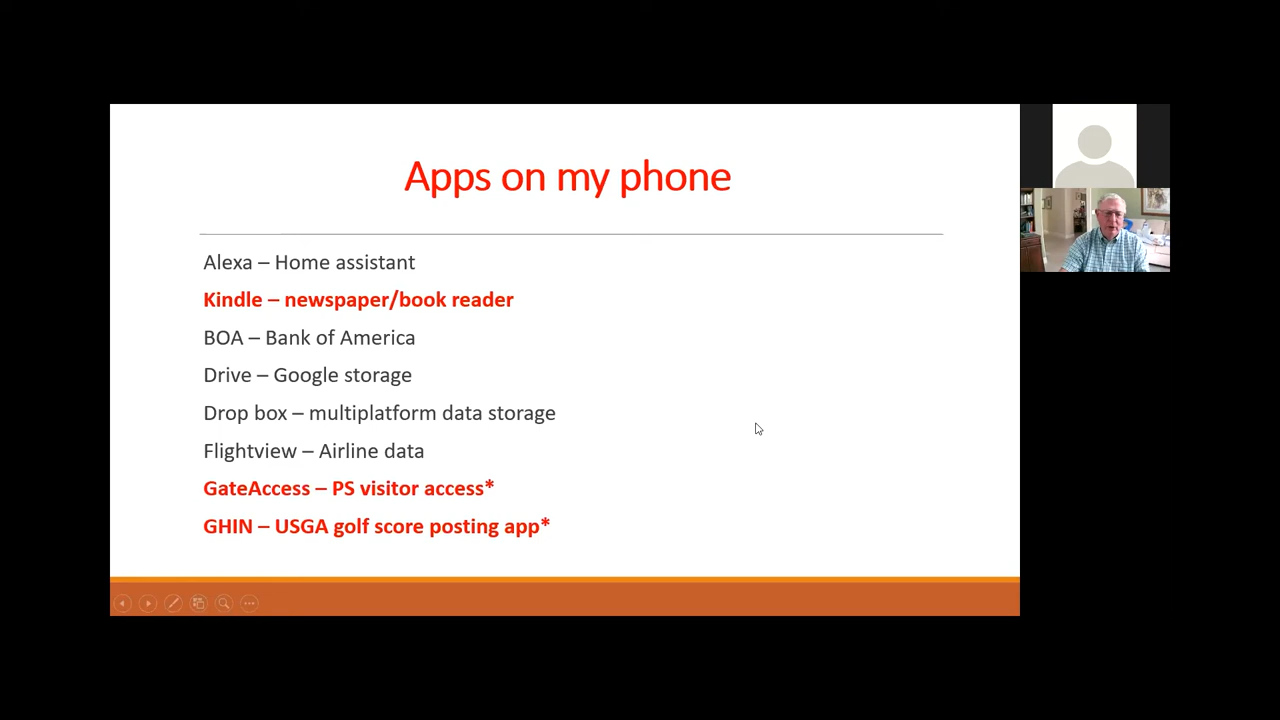 Apps on my phone
Alexa – Home assistant
Kindle – newspaper/book reader
BOA – Bank of America
Drive – Google storage
Drop box – multiplatform data storage
Flightview – Airline data
GateAccess – PS visitor access*
GHIN – USGA golf score posting app*